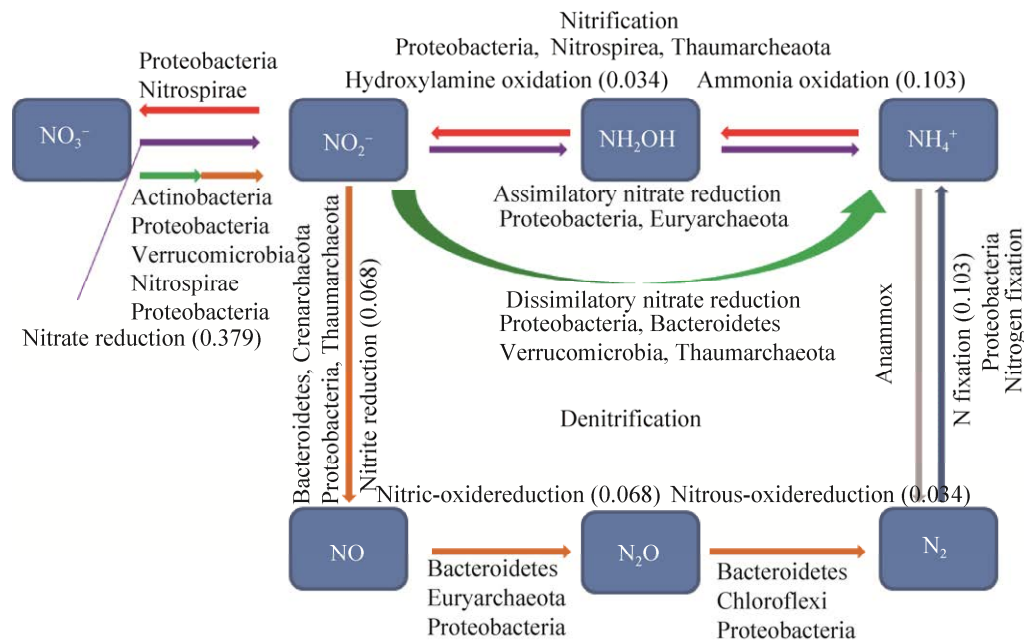 Nitrification
Proteobacteria, Nitrospirea, Thaumarcheaota
Hydroxylamine oxidation (0.034)
Ammonia oxidation (0.103)
Proteobacteria
Nitrospirae
NO₃⁻
NO₂⁻
NH₂OH
NH₄⁺
Actinobacteria
Proteobacteria
Verrucomicrobia
Nitrospirae
Proteobacteria
Nitrate reduction (0.379)
Assimilatory nitrate reduction
Proteobacteria, Euryarchaeota
Dissimilatory nitrate reduction
Proteobacteria, Bacteroidetes
Verrucomicrobia, Thaumarchaeota
Bacteroidetes, Crenarchaeota
Proteobacteria, Thaumarchaeota
Nitrite reduction (0.068)
Anammox
N fixation (0.103)
Proteobacteria
Nitrogen fixation
Denitrification
Nitric-oxidereduction (0.068)
Nitrous-oxidereduction (0.034)
NO
N₂O
N₂
Bacteroidetes
Euryarchaeota
Proteobacteria
Bacteroidetes
Chloroflexi
Proteobacteria